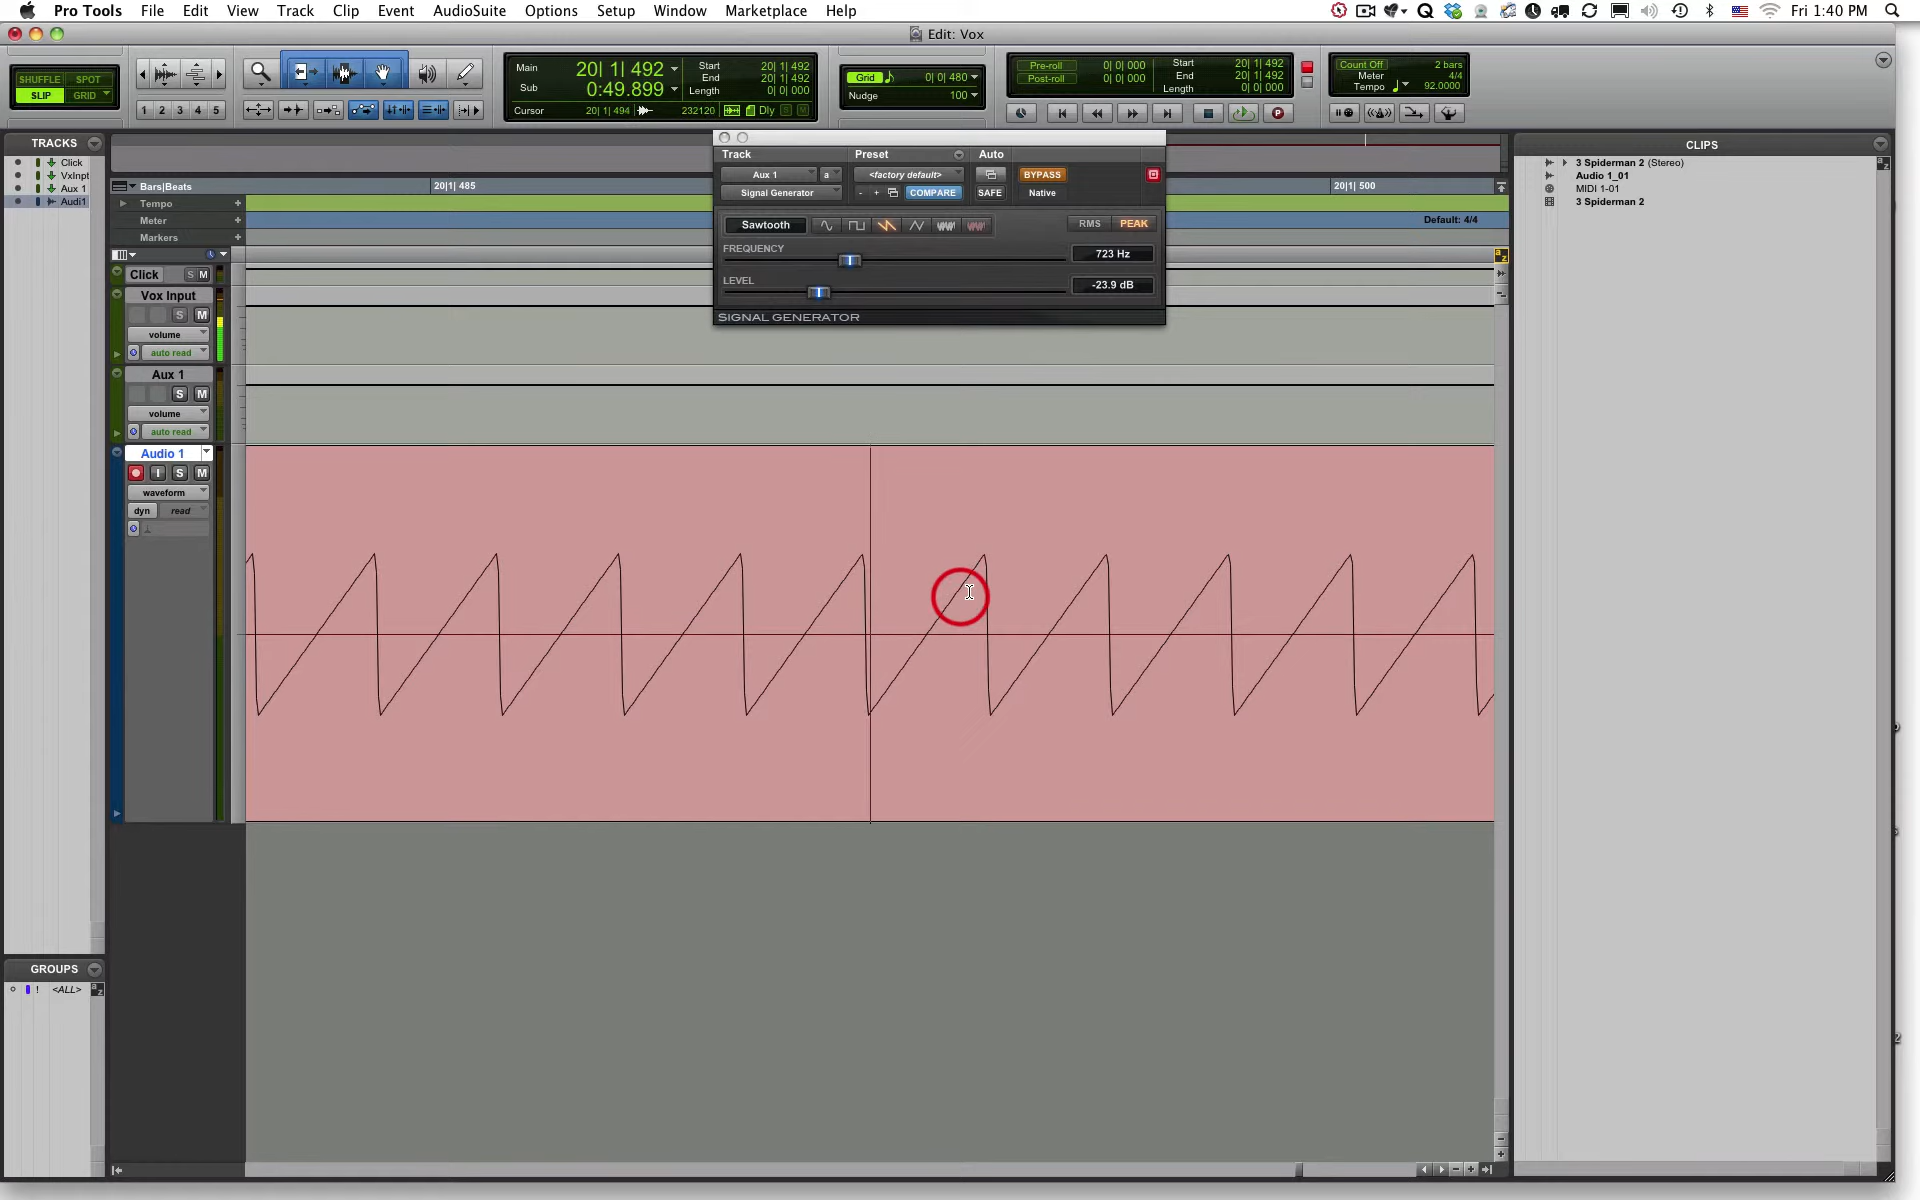 Pro Tools File Edit View Track Clip Event AudioSuite Options Setup Window Marketplace Help Fri 1:40 PM
Edit: Vox
SHUFFLE SPOT
SLIP GRID
1 2 3 4 5
Main 20| 1| 492
Sub 0:49.899
Start 20| 1| 492
End 20| 1| 492
Length 0| 0| 000
Cursor 20| 1| 494 232120 Dly
Grid 0| 0| 480
Nudge 100
Pre-roll 0| 0| 000
Post-roll 0| 0| 000
Start 20| 1| 492
End 20| 1| 492
Length 0| 0| 000
Count Off 2 bars
Meter 4/4
Tempo 92.0000
TRACKS
Click
VxInpt
Aux 1
Audi1
GROUPS
! <ALL>
Bars|Beats 20|1| 485 20|1| 500
Tempo
Meter Default: 4/4
Markers
Click S M
Vox Input
S M
volume
auto read
Aux 1
S M
volume
auto read
Audio 1
I S M
waveform
dyn read
Track Preset Auto
Aux 1 a <factory default> BYPASS
Signal Generator - + COMPARE SAFE Native
Sawtooth RMS PEAK
FREQUENCY
723 Hz
LEVEL
-23.9 dB
SIGNAL GENERATOR
CLIPS
3 Spiderman 2 (Stereo)
Audio 1_01
MIDI 1-01
3 Spiderman 2